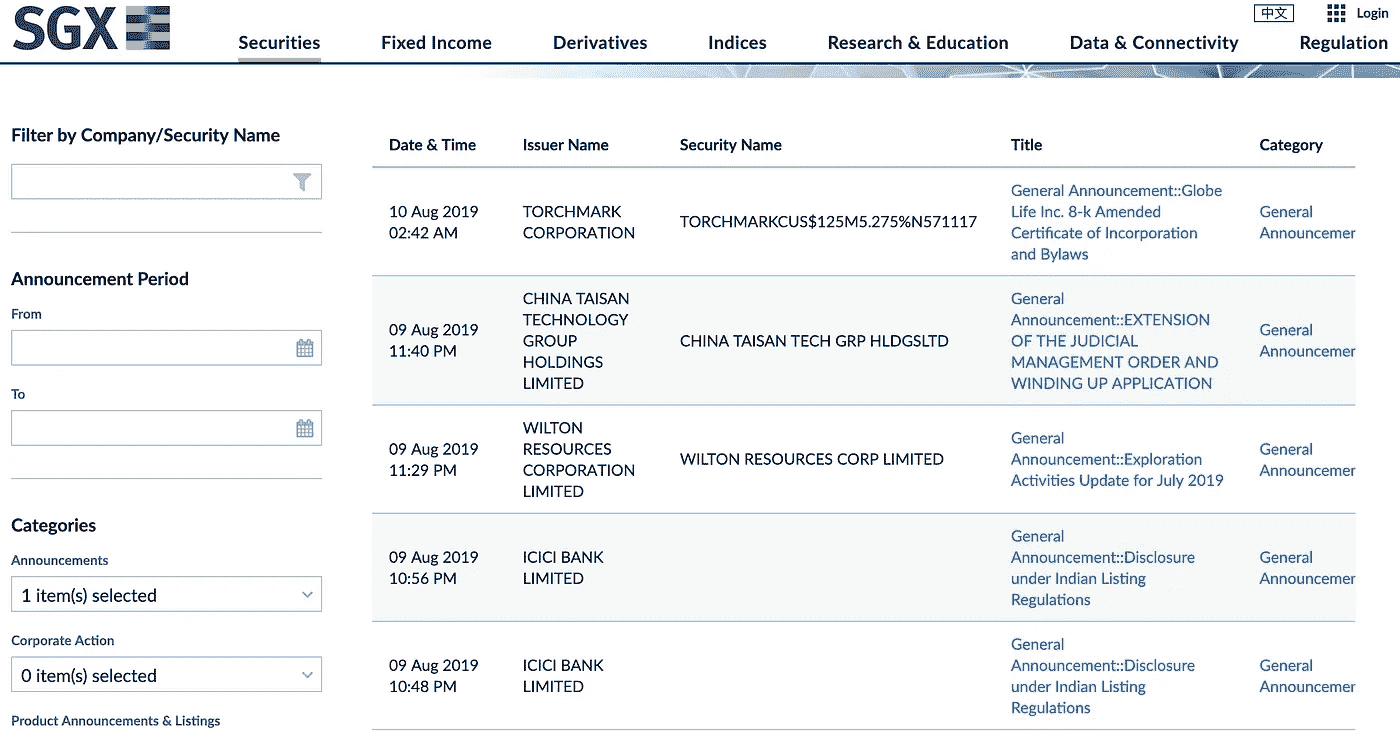 SGX
中文
Login
Securities
Fixed Income
Derivatives
Indices
Research & Education
Data & Connectivity
Regulation
Filter by Company/Security Name
Announcement Period
From
To
Categories
Announcements
1 item(s) selected
Corporate Action
0 item(s) selected
Product Announcements & Listings
Date & Time
Issuer Name
Security Name
Title
Category
10 Aug 2019
02:42 AM
TORCHMARK
CORPORATION
TORCHMARKCUS$125M5.275%N571117
General Announcement::Globe
Life Inc. 8-k Amended
Certificate of Incorporation
and Bylaws
General
Announcemer
09 Aug 2019
11:40 PM
CHINA TAISAN
TECHNOLOGY
GROUP
HOLDINGS
LIMITED
CHINA TAISAN TECH GRP HLDGSLTD
General
Announcement::EXTENSION
OF THE JUDICIAL
MANAGEMENT ORDER AND
WINDING UP APPLICATION
General
Announcemer
09 Aug 2019
11:29 PM
WILTON
RESOURCES
CORPORATION
LIMITED
WILTON RESOURCES CORP LIMITED
General
Announcement::Exploration
Activities Update for July 2019
General
Announcemer
09 Aug 2019
10:56 PM
ICICI BANK
LIMITED
General
Announcement::Disclosure
under Indian Listing
Regulations
General
Announcemer
09 Aug 2019
10:48 PM
ICICI BANK
LIMITED
General
Announcement::Disclosure
under Indian Listing
Regulations
General
Announcemer